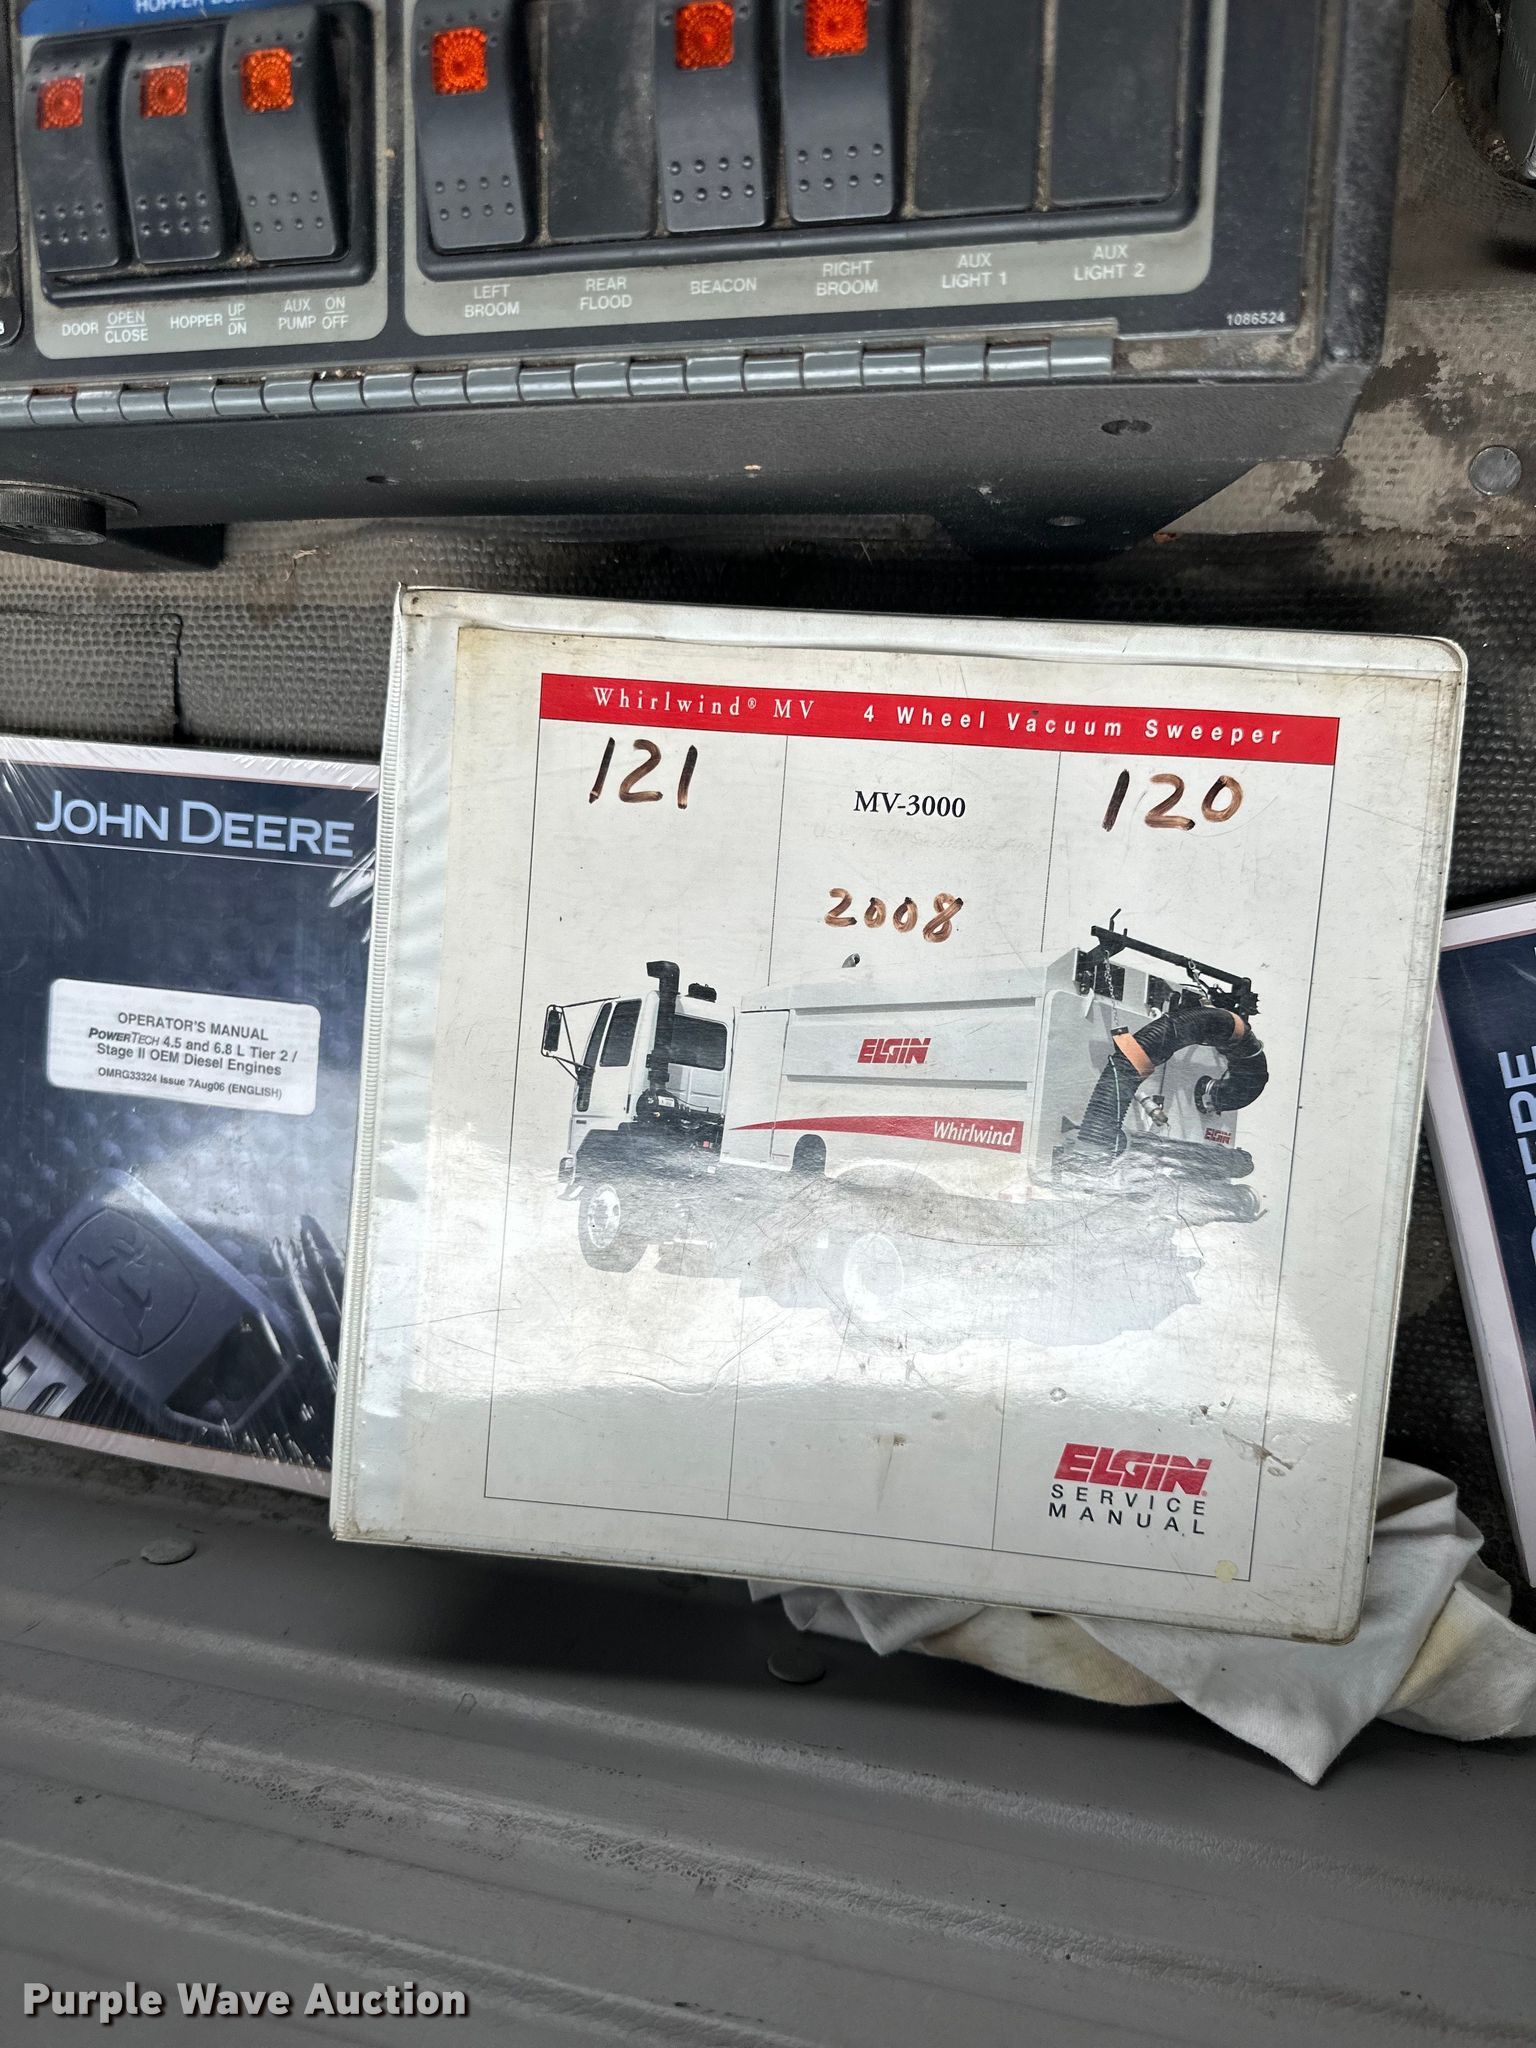 DOOR OPEN CLOSE
HOPPER UP DN
AUX PUMP ON OFF
LEFT BROOM
REAR FLOOD
BEACON
RIGHT BROOM
AUX LIGHT 1
AUX LIGHT 2
1086524
Whirlwind® MV 4 Wheel Vacuum Sweeper
121
MV-3000
120
2008
ELGIN
Whirlwind
ELGIN
ELGIN
SERVICE
MANUAL
JOHN DEERE
OPERATOR'S MANUAL
POWERTECH 4.5 and 6.8 L Tier 2 /
Stage II OEM Diesel Engines
OMRG33324 Issue 7Aug06 (ENGLISH)
Purple Wave Auction